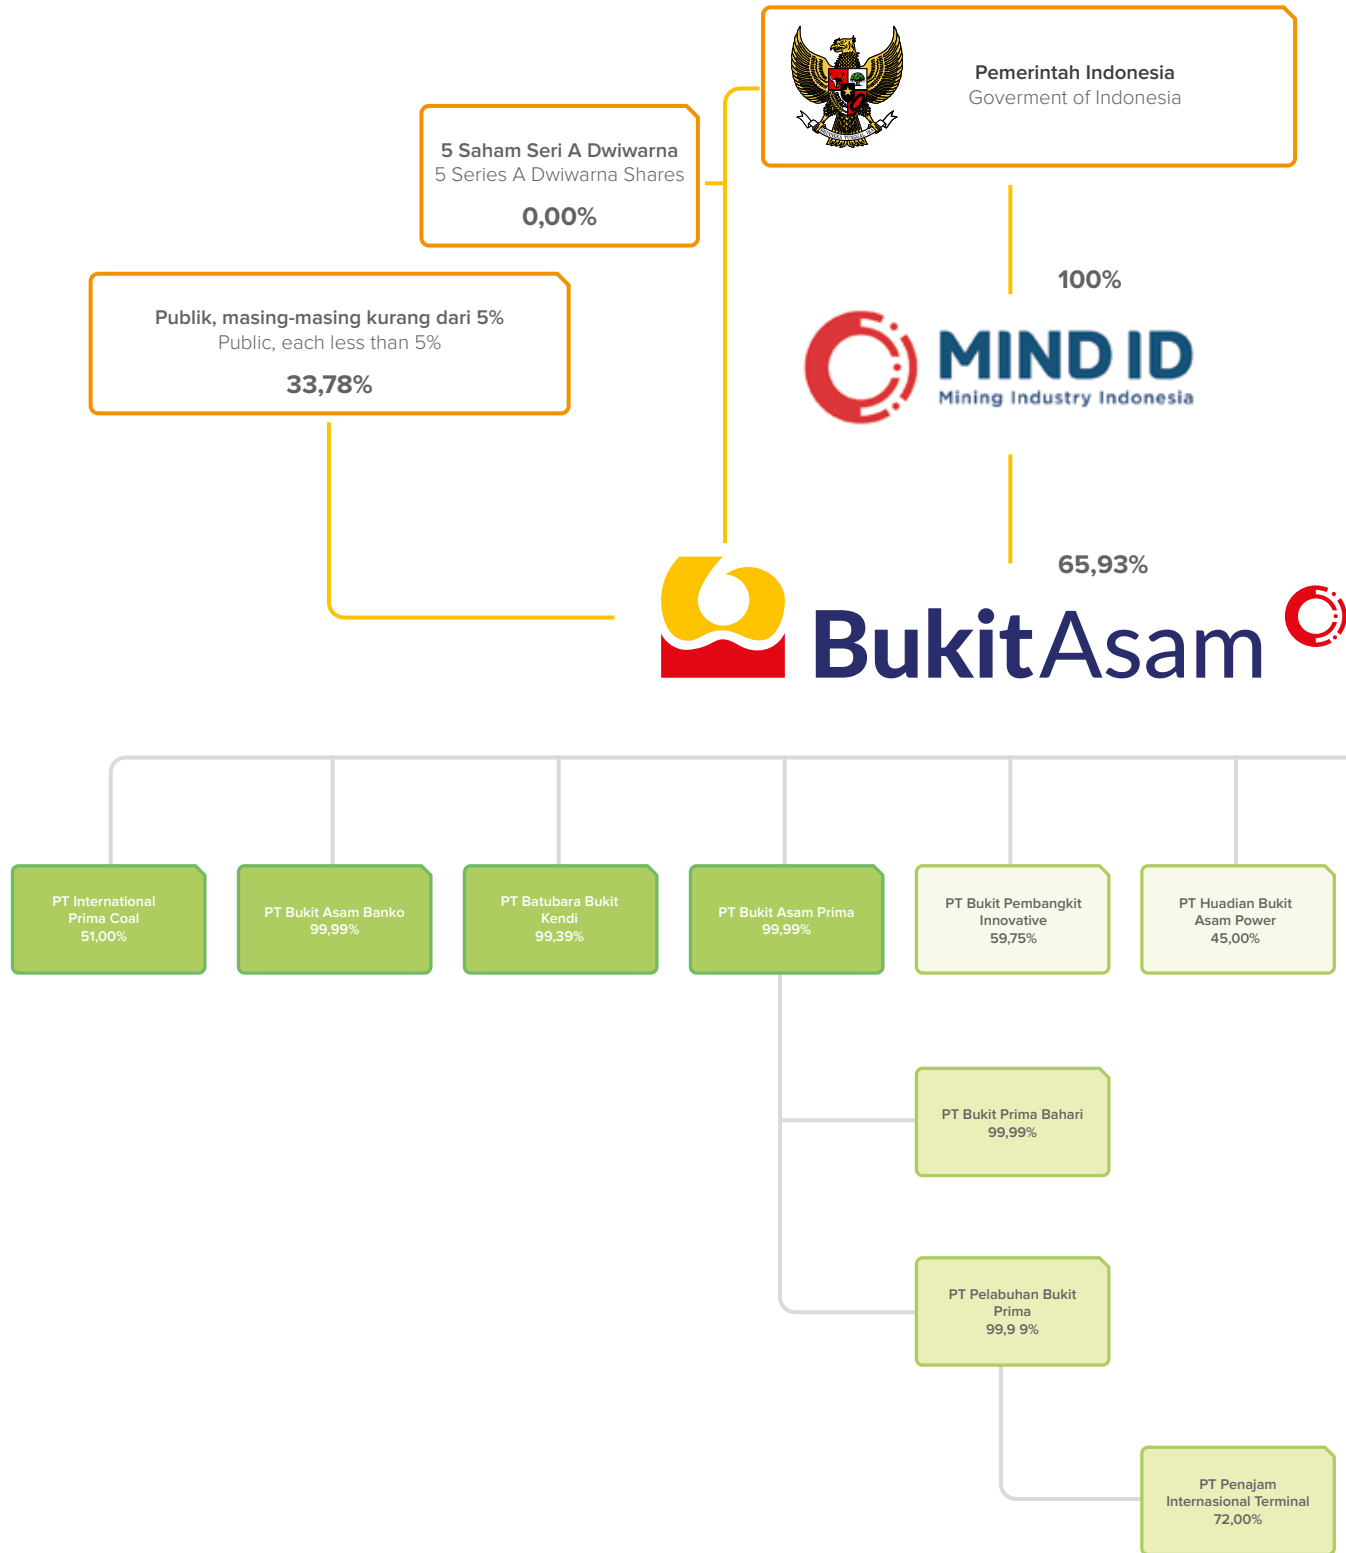 Pemerintah Indonesia
Goverment of Indonesia
5 Saham Seri A Dwiwarna
5 Series A Dwiwarna Shares
0,00%
100%
Publik, masing-masing kurang dari 5%
Public, each less than 5%
33,78%
MIND ID
Mining Industry Indonesia
65,93%
BukitAsam
PT International
Prima Coal
51,00%
PT Bukit Asam Banko
99,99%
PT Batubara Bukit
Kendi
99,39%
PT Bukit Asam Prima
99,99%
PT Bukit Pembangkit
Innovative
59,75%
PT Huadian Bukit
Asam Power
45,00%
PT Bukit Prima Bahari
99,99%
PT Pelabuhan Bukit
Prima
99,9 9%
PT Penajam
Internasional Terminal
72,00%